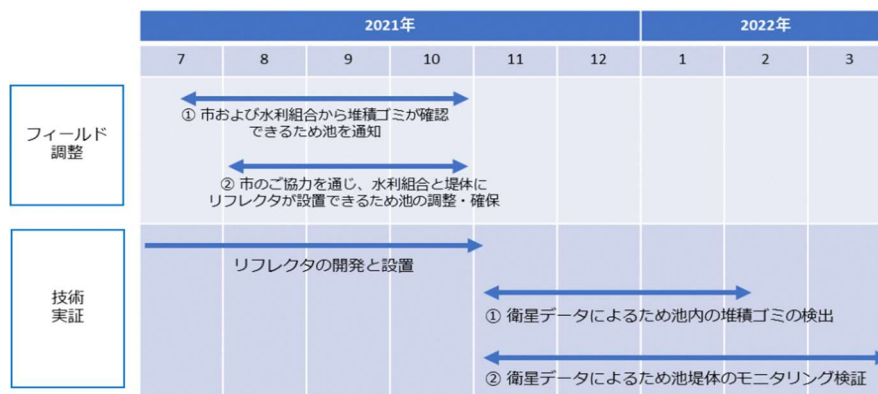 2021年 2022年
7 8 9 10 11 12 1 2 3
フィールド
調整
① 市および水利組合から堆積ゴミが確認
できるため池を通知
② 市のご協力を通じ、水利組合と堤体に
リフレクタが設置できるため池の調整・確保
技術
実証
リフレクタの開発と設置
① 衛星データによるため池内の堆積ゴミの検出
② 衛星データによるため池堤体のモニタリング検証